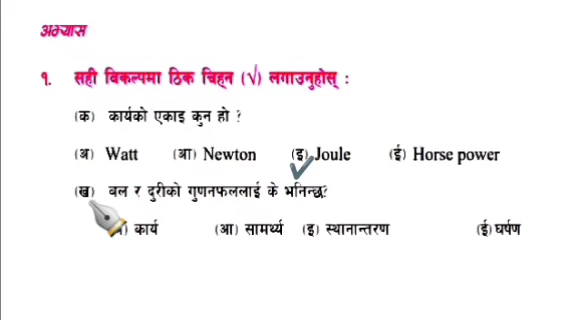 अभ्यास
१. सही विकल्पमा ठिक चिह्न (√) लगाउनुहोस् :
(क) कार्यको एकाइ कुन हो ?
(अ) Watt (आ) Newton (इ) Joule (ई) Horse power
(ख) बल र दुरीको गुणनफललाई के भनिन्छ?
) कार्य (आ) सामर्थ्य (इ) स्थानान्तरण (ई) घर्षण